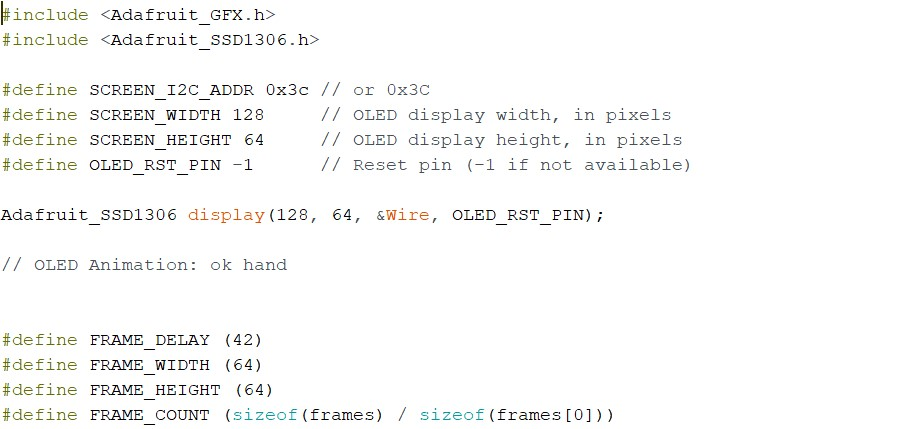 #include <Adafruit_GFX.h>
#include <Adafruit_SSD1306.h>
#define SCREEN_I2C_ADDR 0x3c // or 0x3C
#define SCREEN_WIDTH 128 // OLED display width, in pixels
#define SCREEN_HEIGHT 64 // OLED display height, in pixels
#define OLED_RST_PIN -1 // Reset pin (-1 if not available)
Adafruit_SSD1306 display(128, 64, &Wire, OLED_RST_PIN);
// OLED Animation: ok hand
#define FRAME_DELAY (42)
#define FRAME_WIDTH (64)
#define FRAME_HEIGHT (64)
#define FRAME_COUNT (sizeof(frames) / sizeof(frames[0]))